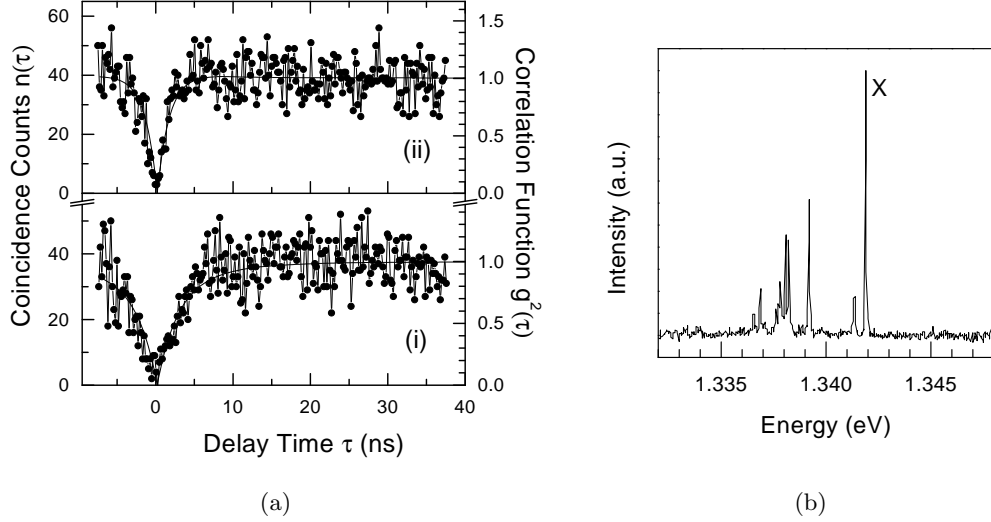 60
40
20
0
40
20
0
Coincidence Counts n(τ)
(ii)
(i)
1.5
1.0
0.5
0.0
1.0
0.5
0.0
Correlation Function g²(τ)
0 10 20 30 40
Delay Time τ (ns)
(a)
Intensity (a.u.)
X
1.335 1.340 1.345
Energy (eV)
(b)